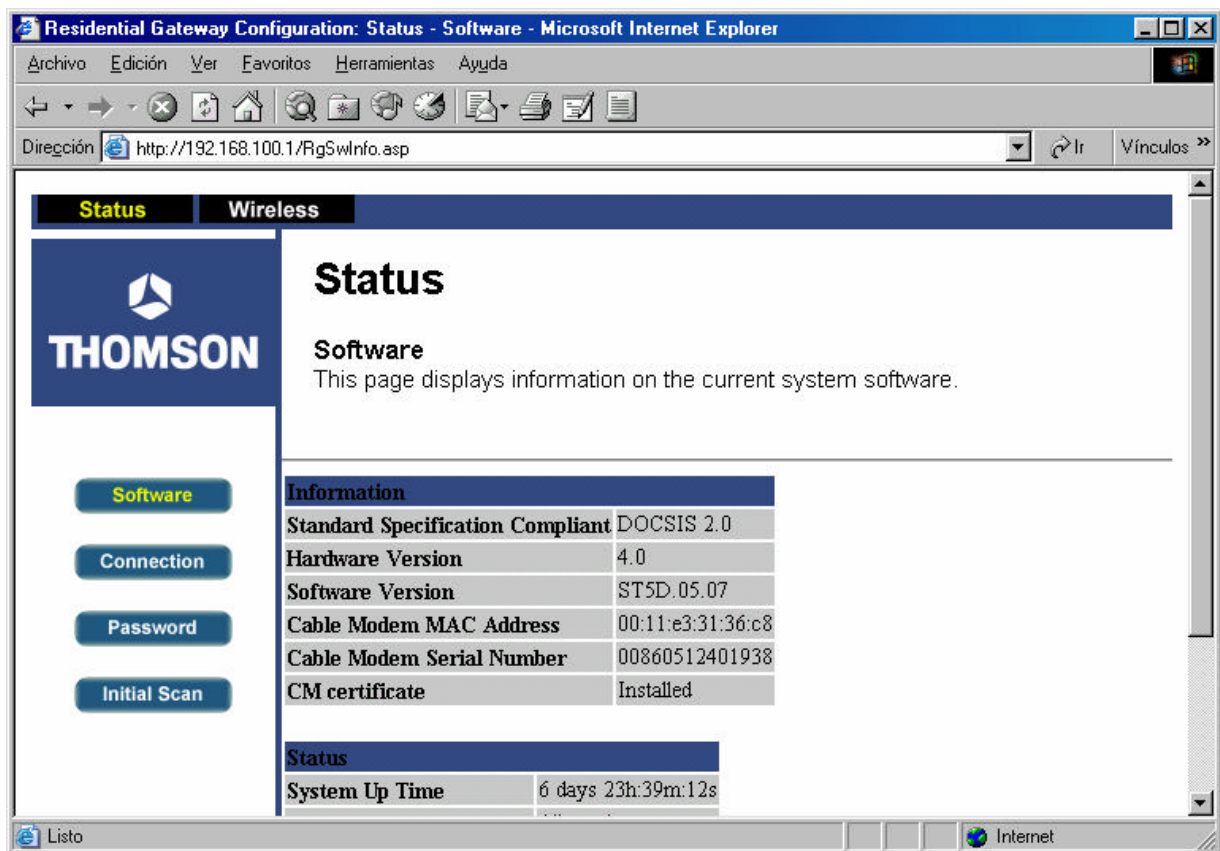 Residential Gateway Configuration: Status - Software - Microsoft Internet Explorer
Archivo Edición Ver Favoritos Herramientas Ayuda
Dirección http://192.168.100.1/RgSwInfo.asp Ir Vínculos »
Status Wireless
THOMSON
Status
Software
This page displays information on the current system software.
Software
Connection
Password
Initial Scan
Information
Standard Specification Compliant DOCSIS 2.0
Hardware Version 4.0
Software Version ST5D.05.07
Cable Modem MAC Address 00:11:e3:31:36:c8
Cable Modem Serial Number 00860512401938
CM certificate Installed
Status
System Up Time 6 days 23h:39m:12s
Listo Internet